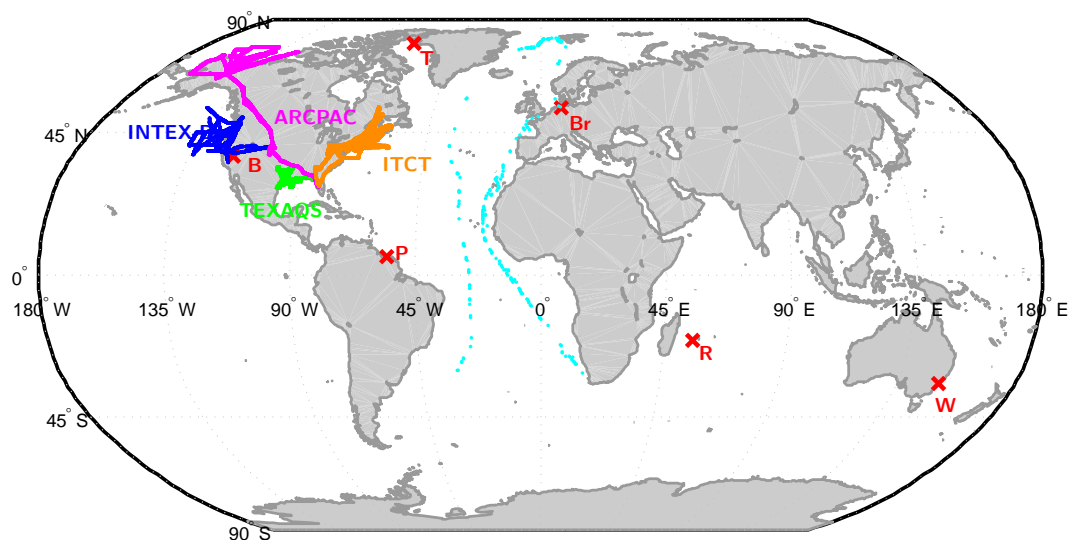 90° N
T
ARCPAC
Br
INTEX-
45° N
B
ITCT
TEXAQS
P
0°
180° W
135° W
90° W
45° W
0°
45° E
90° E
135° E
180° E
R
W
45° S
90° S